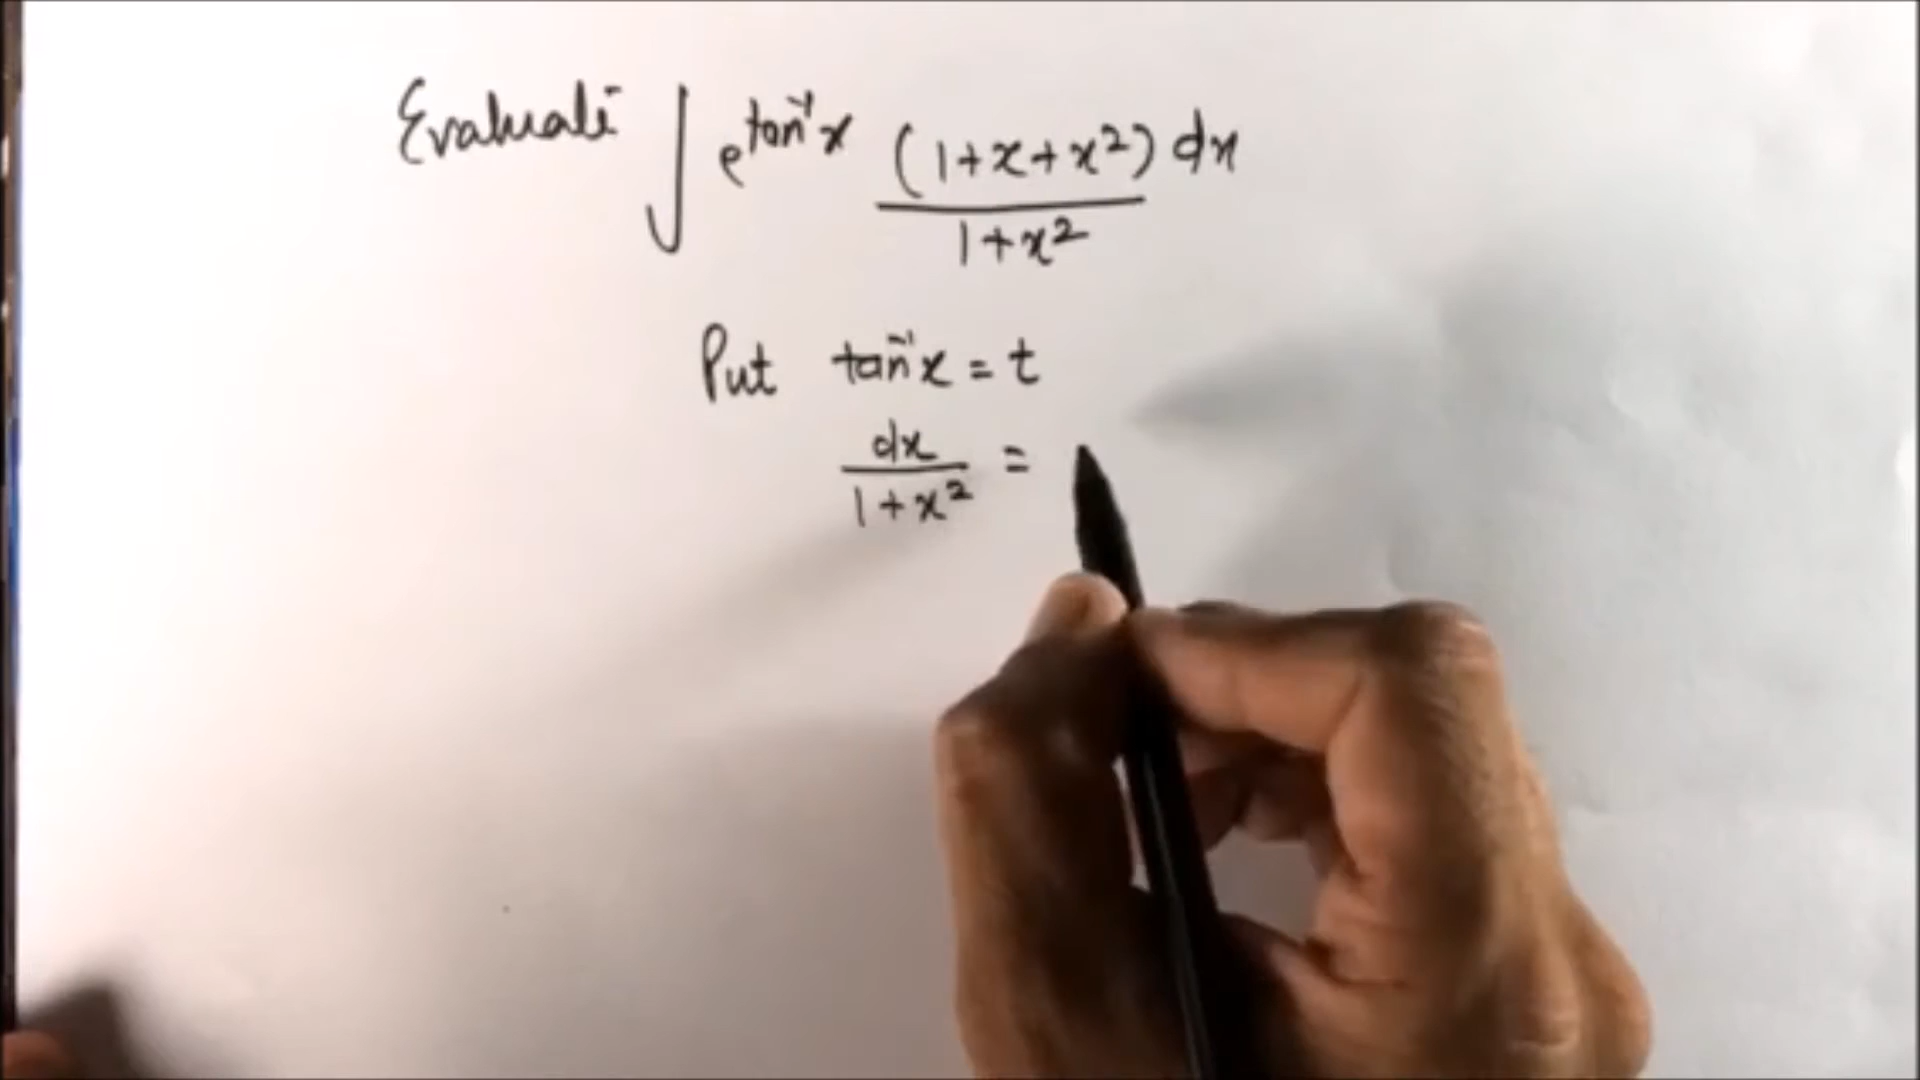 Evaluate ∫ e^{tan⁻¹x} (1+x+x²)/(1+x²) dx
Put tan⁻¹x = t
dx/(1+x²) =